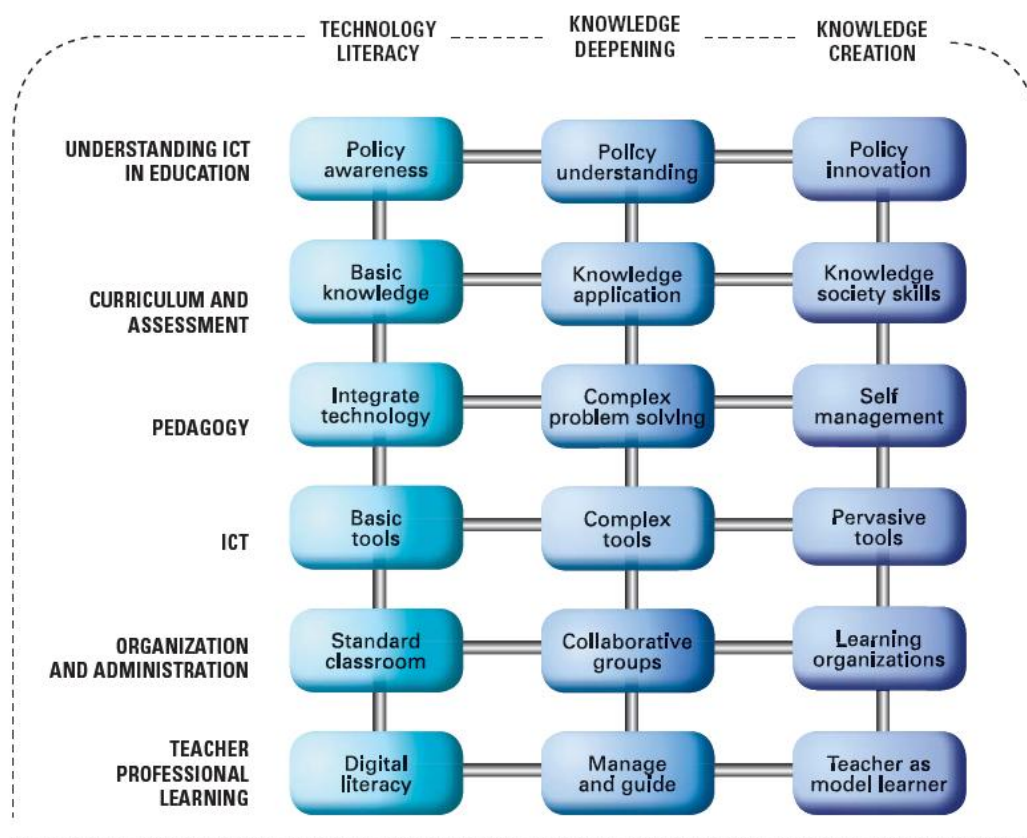 TECHNOLOGY
LITERACY
KNOWLEDGE
DEEPENING
KNOWLEDGE
CREATION
UNDERSTANDING ICT
IN EDUCATION
Policy
awareness
Policy
understanding
Policy
innovation
CURRICULUM AND
ASSESSMENT
Basic
knowledge
Knowledge
application
Knowledge
society skills
PEDAGOGY
Integrate
technology
Complex
problem solving
Self
management
ICT
Basic
tools
Complex
tools
Pervasive
tools
ORGANIZATION
AND ADMINISTRATION
Standard
classroom
Collaborative
groups
Learning
organizations
TEACHER
PROFESSIONAL
LEARNING
Digital
literacy
Manage
and guide
Teacher as
model learner